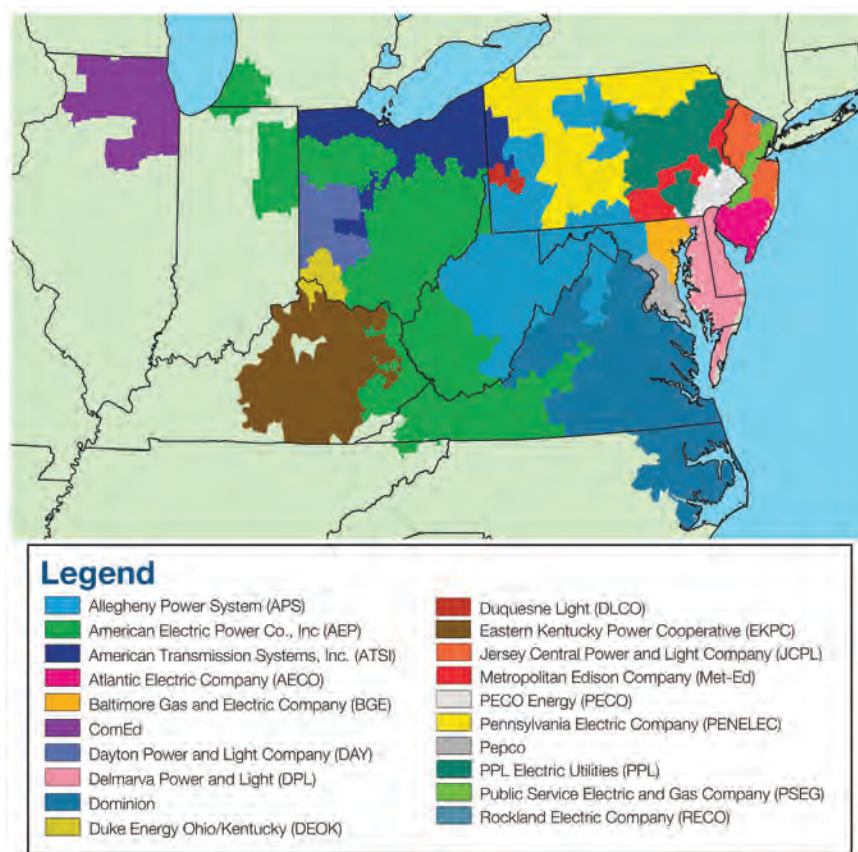 Legend
Allegheny Power System (APS)
American Electric Power Co., Inc (AEP)
American Transmission Systems, Inc. (ATSI)
Atlantic Electric Company (AECO)
Baltimore Gas and Electric Company (BGE)
ComEd
Dayton Power and Light Company (DAY)
Delmarva Power and Light (DPL)
Dominion
Duke Energy Ohio/Kentucky (DEOK)
Duquesne Light (DLCO)
Eastern Kentucky Power Cooperative (EKPC)
Jersey Central Power and Light Company (JCPL)
Metropolitan Edison Company (Met-Ed)
PECO Energy (PECO)
Pennsylvania Electric Company (PENELEC)
Pepco
PPL Electric Utilities (PPL)
Public Service Electric and Gas Company (PSEG)
Rockland Electric Company (RECO)